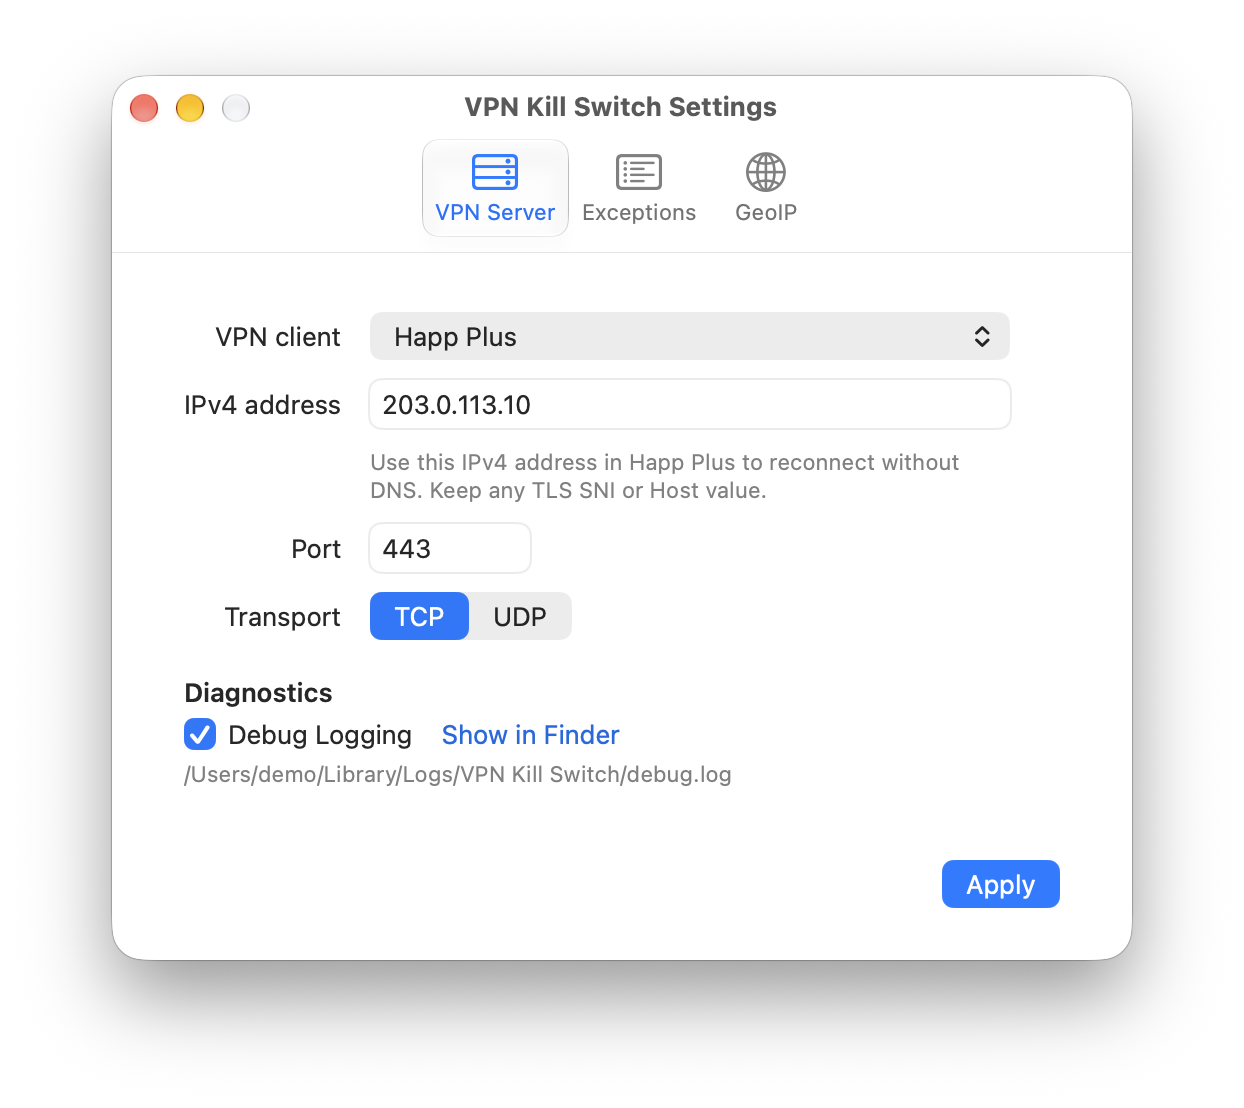 VPN Kill Switch Settings
VPN Server
Exceptions
GeoIP
VPN client
Happ Plus
IPv4 address
203.0.113.10
Use this IPv4 address in Happ Plus to reconnect without
DNS. Keep any TLS SNI or Host value.
Port
443
Transport
TCP
UDP
Diagnostics
Debug Logging
Show in Finder
/Users/demo/Library/Logs/VPN Kill Switch/debug.log
Apply